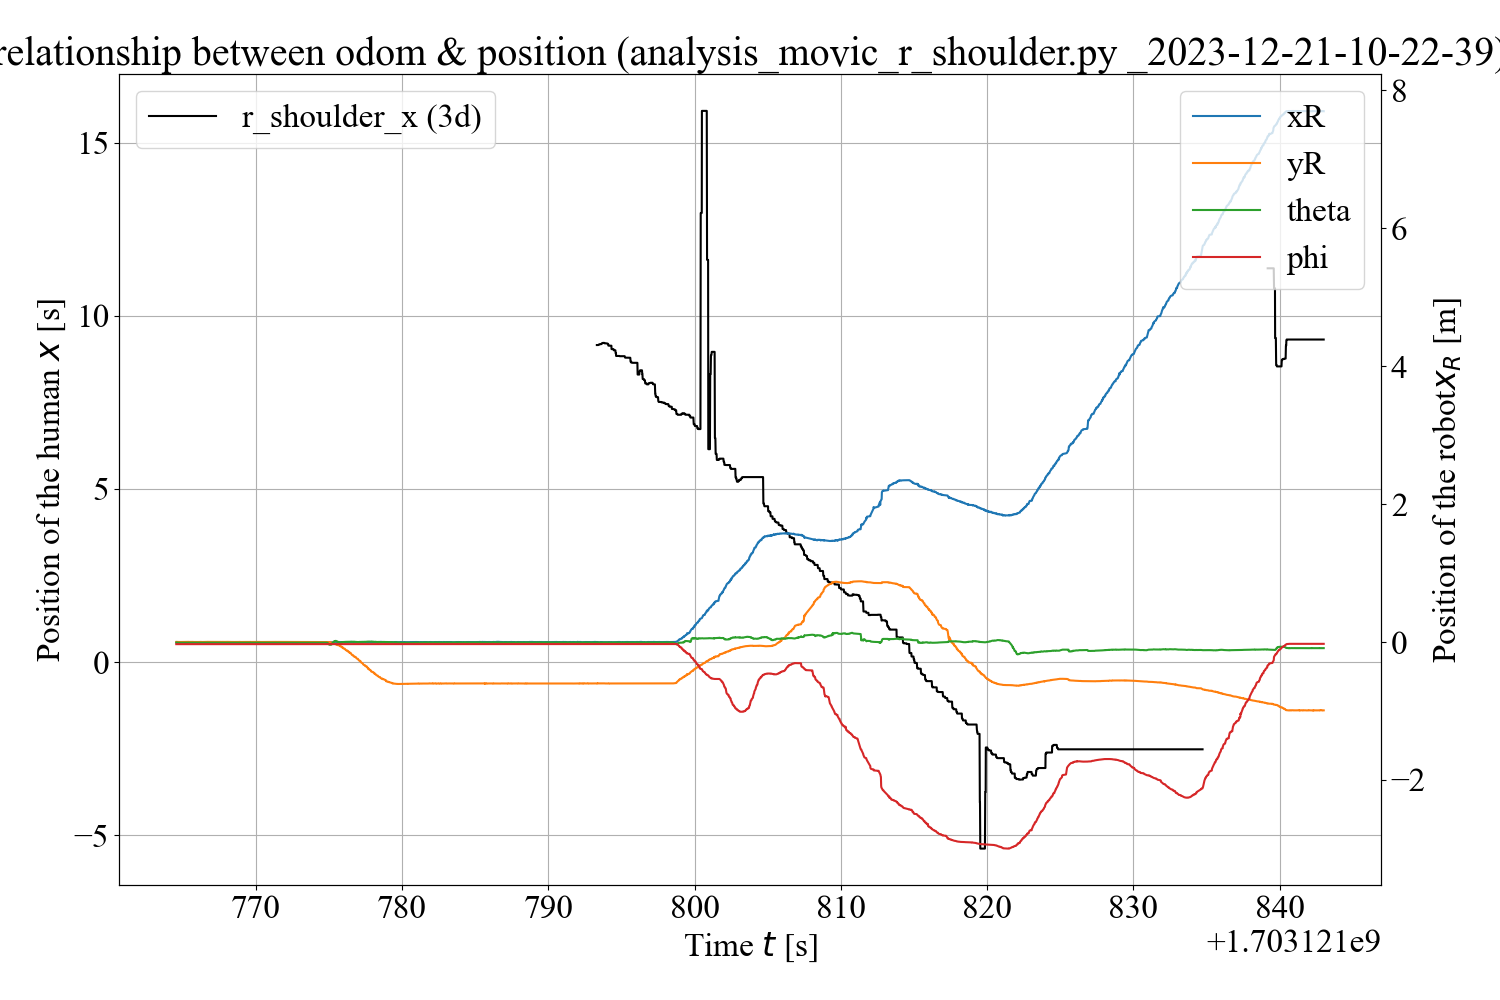 relationship between odom & position (analysis_movic_r_shoulder.py _2023-12-21-10-22-39)
r_shoulder_x (3d)
xR
yR
theta
phi
15
10
5
0
−5
8
6
4
2
0
−2
Position of the human x [s]
Position of the robotx_R [m]
770 780 790 800 810 820 830 840
+1.703121e9
Time t [s]